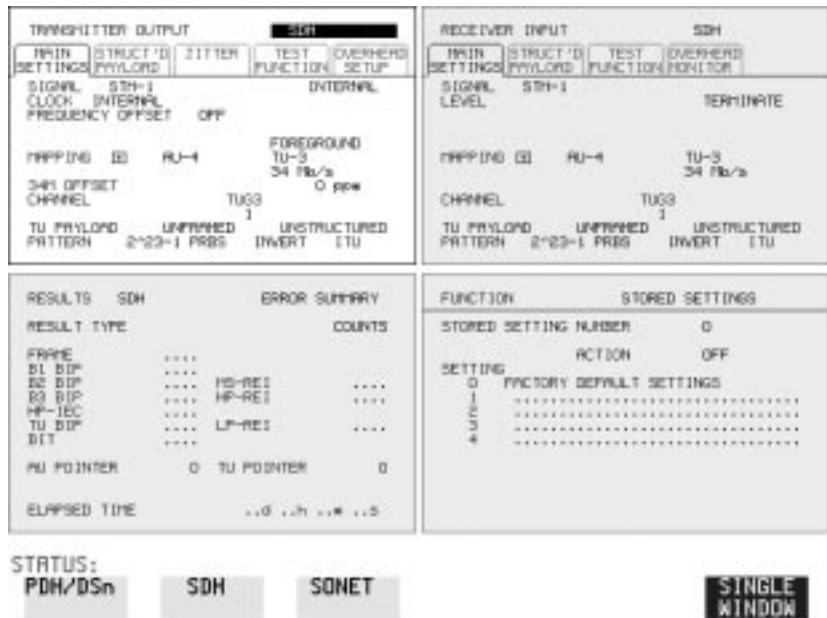 TRANSMITTER OUTPUT SDH
MAIN SETTINGS STRUCT'D PAYLOAD JITTER TEST FUNCTION OVERHEAD SETUP
SIGNAL STM-1 INTERNAL
CLOCK INTERNAL
FREQUENCY OFFSET OFF
FOREGROUND
MAPPING AU-4 TU-3
34 Mb/s
34M OFFSET 0 ppm
CHANNEL TUG3
1
TU PAYLOAD UNFRAMED UNSTRUCTURED
PATTERN 2^23-1 PRBS INVERT ITU
RECEIVER INPUT SDH
MAIN SETTINGS STRUCT'D PAYLOAD TEST FUNCTION OVERHEAD MONITOR
SIGNAL STM-1
LEVEL TERMINATE
MAPPING AU-4 TU-3
34 Mb/s
CHANNEL TUG3
1
TU PAYLOAD UNFRAMED UNSTRUCTURED
PATTERN 2^23-1 PRBS INVERT ITU
RESULTS SDH ERROR SUMMARY
RESULT TYPE COUNTS
FRAME ....
B1 BIP ....
B2 BIP .... MS-REI ....
B3 BIP .... HP-REI ....
HP-IEC ....
TU BIP .... LP-REI ....
BIT ....
AU POINTER 0 TU POINTER 0
ELAPSED TIME ..d ..h ..m ..s
FUNCTION STORED SETTINGS
STORED SETTING NUMBER 0
ACTION OFF
SETTING
0 FACTORY DEFAULT SETTINGS
1 ................................
2 ................................
3 ................................
4 ................................
STATUS:
PDH/DSn SDH SONET SINGLE WINDOW